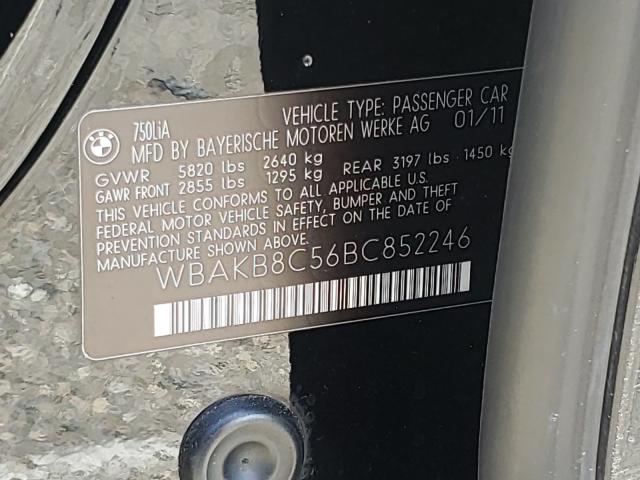 750LiA VEHICLE TYPE: PASSENGER CAR
MFD BY BAYERISCHE MOTOREN WERKE AG 01/11
GVWR 5820 lbs 2640 kg
GAWR FRONT 2855 lbs 1295 kg REAR 3197 lbs · 1450 kg
THIS VEHICLE CONFORMS TO ALL APPLICABLE U.S.
FEDERAL MOTOR VEHICLE SAFETY, BUMPER AND THEFT
PREVENTION STANDARDS IN EFFECT ON THE DATE OF
MANUFACTURE SHOWN ABOVE.
WBAKB8C56BC852246